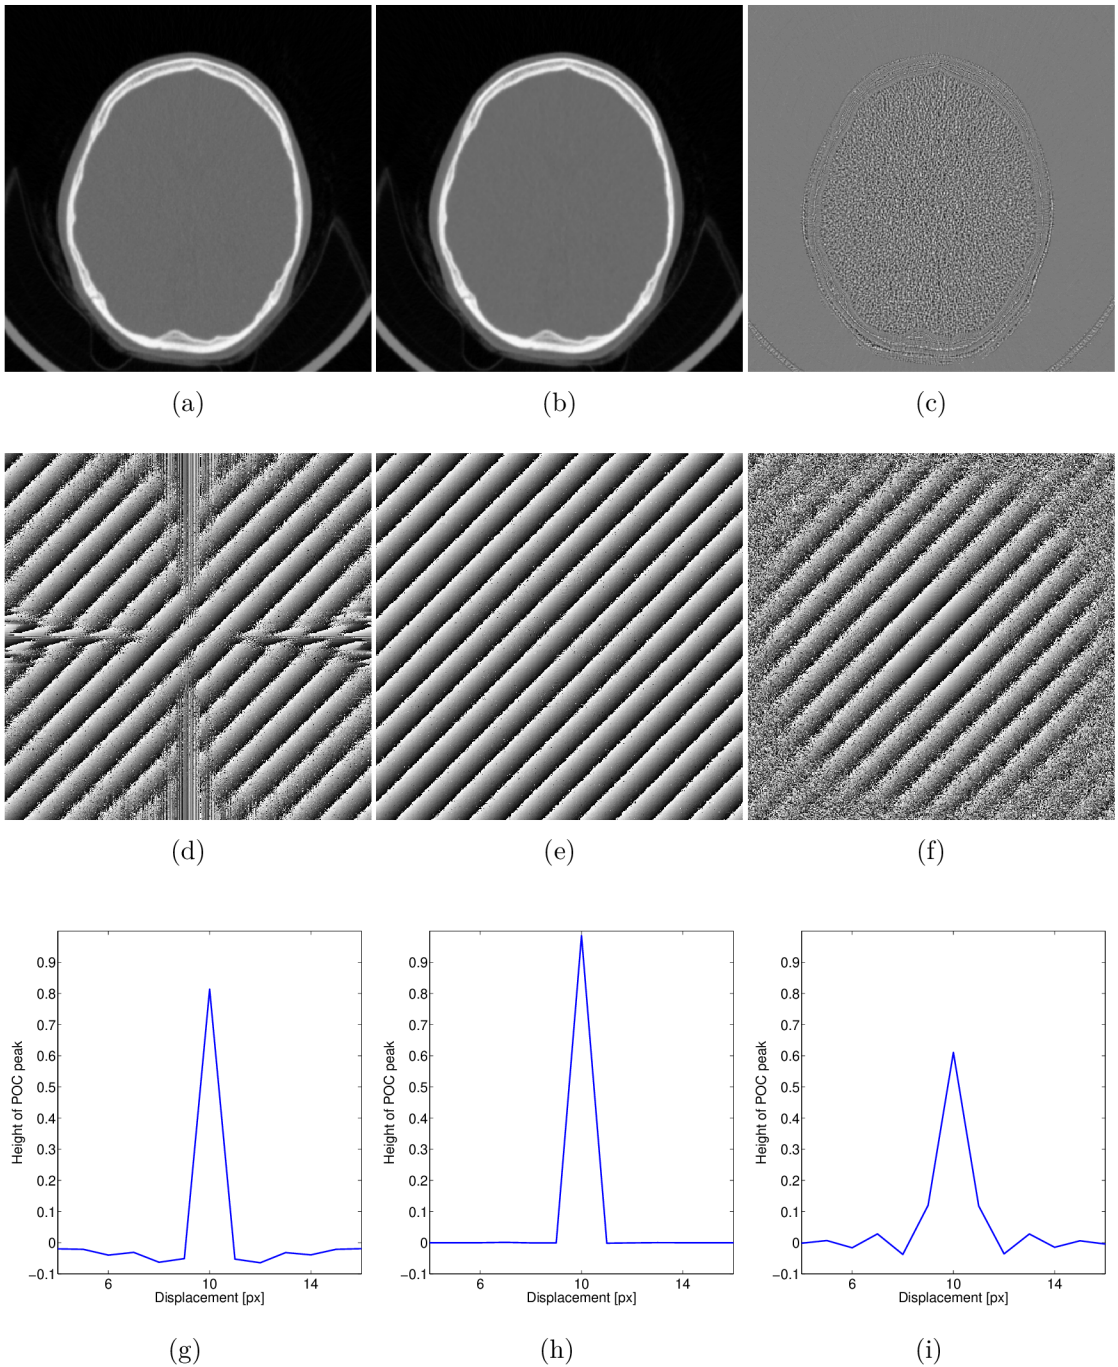 (a) (b) (c)
(d) (e) (f)
Height of POC peak
0.9
0.8
0.7
0.6
0.5
0.4
0.3
0.2
0.1
0
−0.1
6 10 14
Displacement [px]
(g)
Height of POC peak
0.9
0.8
0.7
0.6
0.5
0.4
0.3
0.2
0.1
0
−0.1
6 10 14
Displacement [px]
(h)
Height of POC peak
0.9
0.8
0.7
0.6
0.5
0.4
0.3
0.2
0.1
0
−0.1
6 10 14
Displacement [px]
(i)